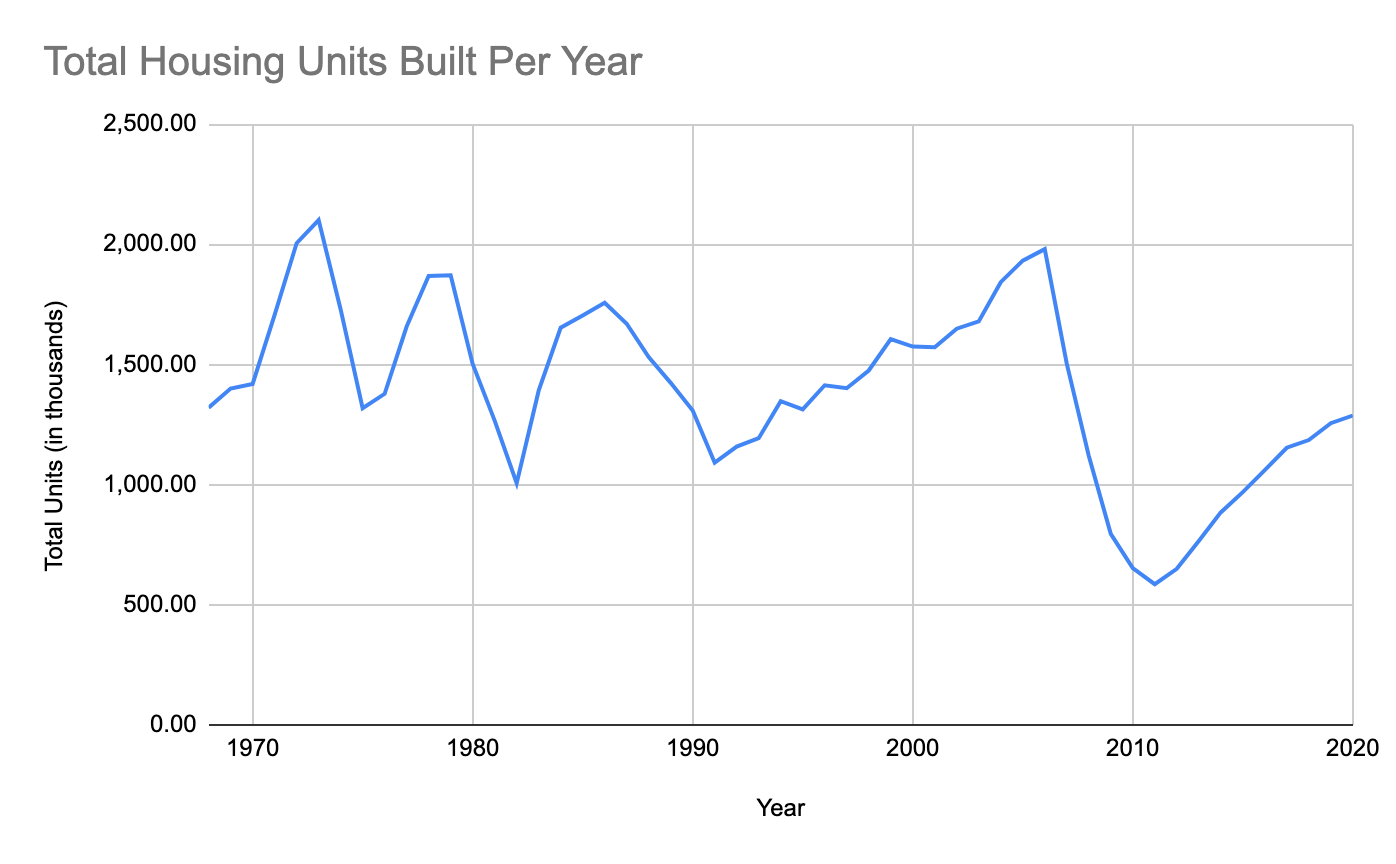 Total Housing Units Built Per Year
2,500.00
2,000.00
1,500.00
1,000.00
500.00
0.00
Total Units (in thousands)
1970 1980 1990 2000 2010 2020
Year